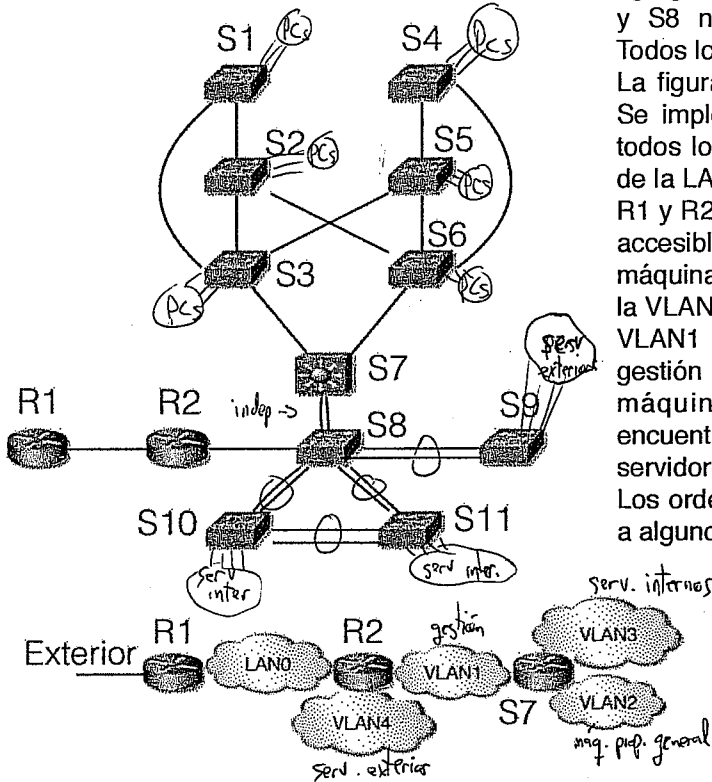 PCs
PCs
S1
S4
y S8 n
Todos lo
La figura
Se imple
todos lo
de la LA
R1 y R2
accesibl
máquina
la VLAN
VLAN1
gestión
máquin
encuent
servidor
Los orde
a alguno
S2
PCs
S5
PCs
S3
PCs
S6
PCs
S7
serv
exterior
R1
R2
indep →
S8
S9
S10
S11
serv
inter
serv inter.
Exterior
R1
LAN0
R2
gestión
VLAN1
S7
serv. internos
VLAN3
VLAN2
VLAN4
serv. exterior
máq. prop. general